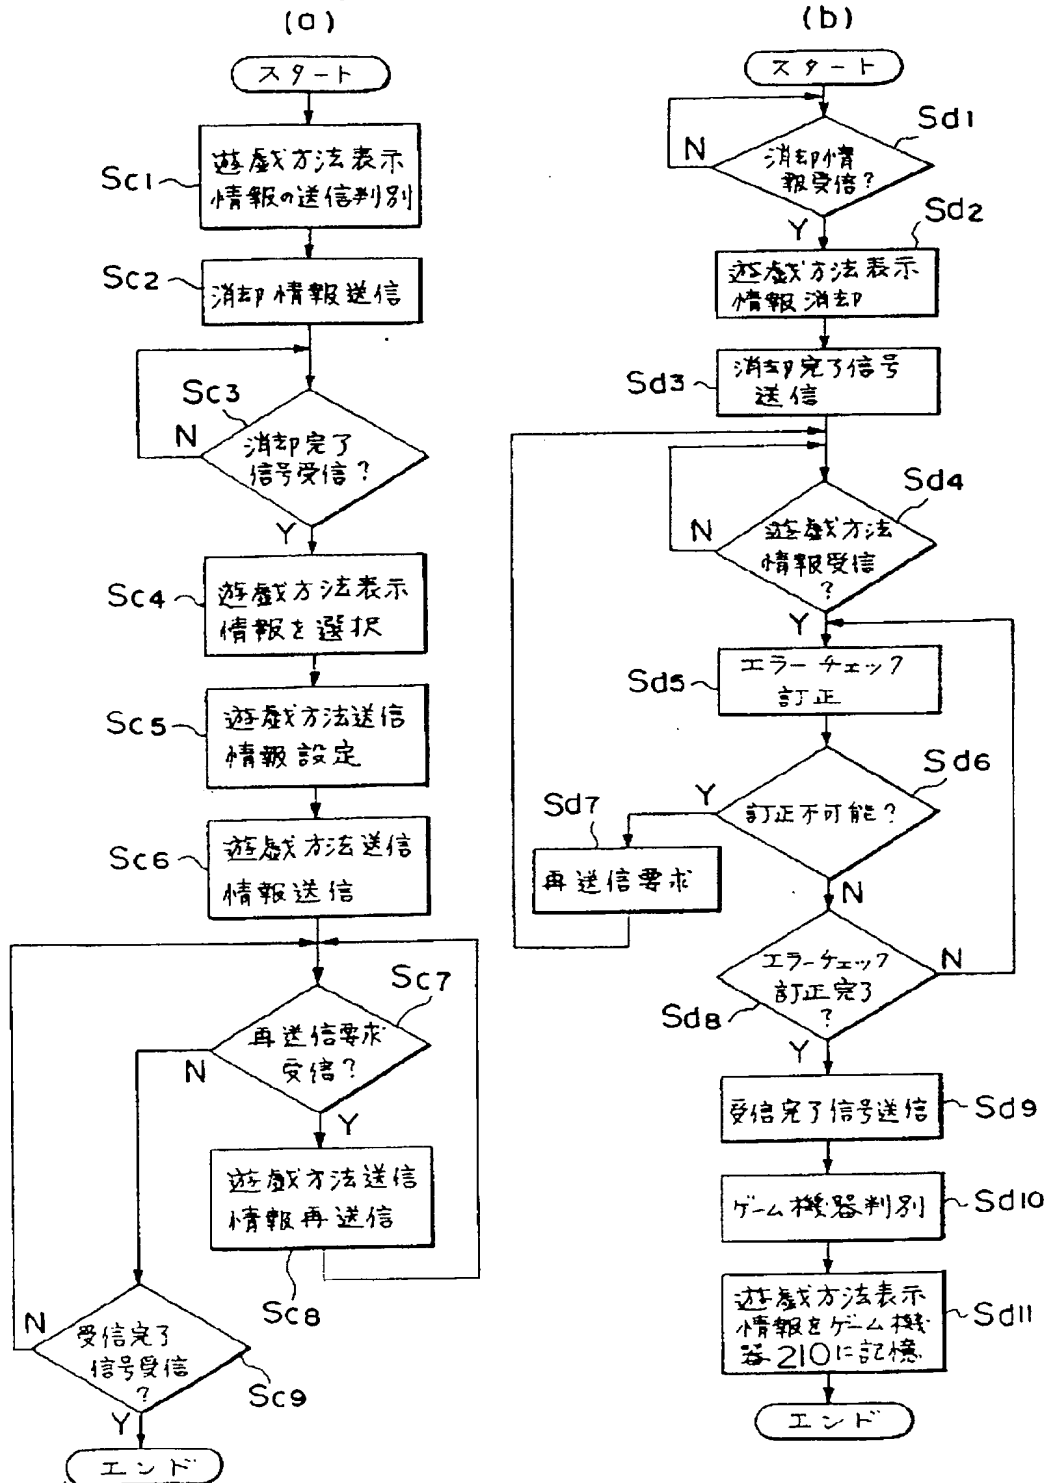 (a)
スタート
Sc1
遊戯方法表示
情報の送信判別
Sc2
消却情報送信
Sc3
N
消却完了
信号受信?
Y
Sc4
遊戯方法表示
情報を選択
Sc5
遊戯方法送信
情報設定
Sc6
遊戯方法送信
情報送信
Sc7
再送信要求
受信?
N
Y
遊戯方法送信
情報再送信
Sc8
N
受信完了
信号受信
?
Sc9
Y
エンド
(b)
スタート
Sd1
N
消却情
報受信?
Y
Sd2
遊戯方法表示
情報消却
Sd3
消却完了信号
送信
Sd4
N
遊戯方法
情報受信
?
Y
Sd5
エラーチェック
訂正
Sd6
Y
訂正不可能?
Sd7
再送信要求
N
エラーチェック
訂正完了
?
N
Sd8
Y
受信完了信号送信
Sd9
ゲーム機器判別
Sd10
遊戯方法表示
情報をゲーム機
器210に記憶
Sd11
エンド